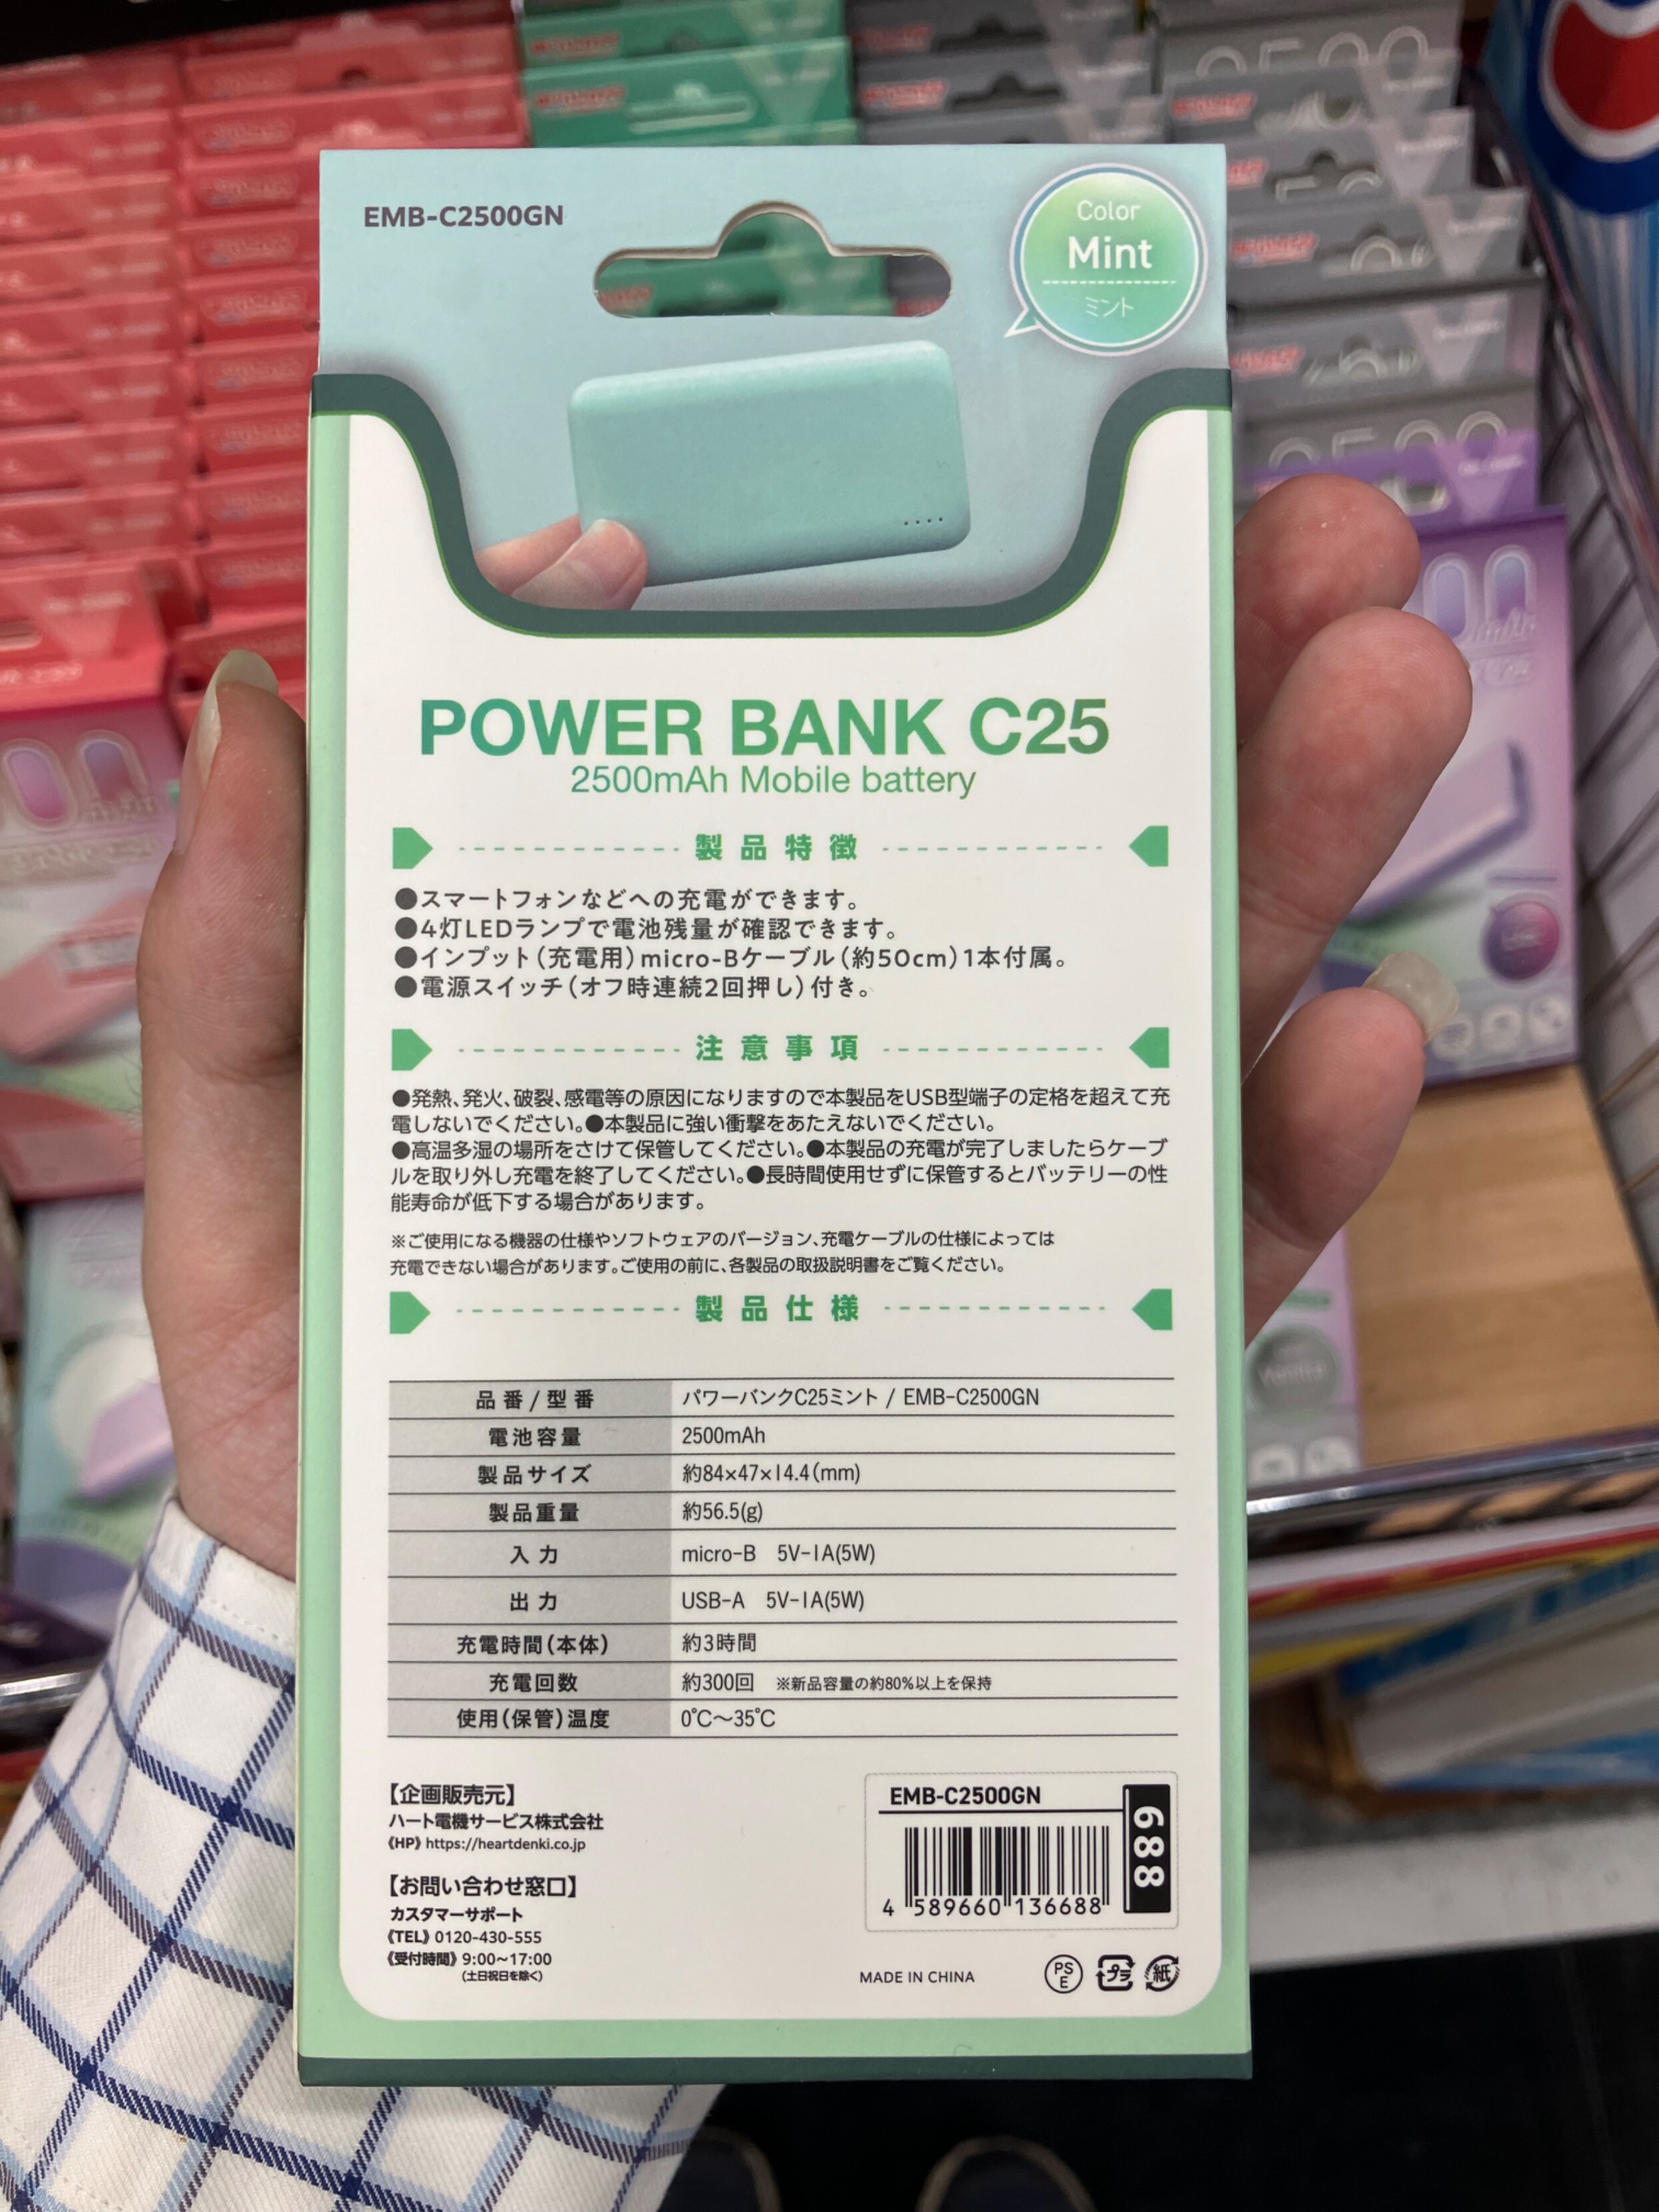 EMB-C2500GN
Color
Mint
ミント
POWER BANK C25
2500mAh Mobile battery
製品特徴
●スマートフォンなどへの充電ができます。
●4灯LEDランプで電池残量が確認できます。
●インプット(充電用)micro-Bケーブル(約50cm)1本付属。
●電源スイッチ(オフ時連続2回押し)付き。
注意事項
●発熱、発火、破裂、感電等の原因になりますので本製品をUSB型端子の定格を超えて充
電しないでください。●本製品に強い衝撃をあたえないでください。
●高温多湿の場所をさけて保管してください。●本製品の充電が完了しましたらケーブ
ルを取り外し充電を終了してください。●長時間使用せずに保管するとバッテリーの性
能寿命が低下する場合があります。
※ご使用になる機器の仕様やソフトウェアのバージョン、充電ケーブルの仕様によっては
充電できない場合があります。ご使用の前に、各製品の取扱説明書をご覧ください。
製品仕様
品番/型番 パワーバンクC25ミント / EMB-C2500GN
電池容量 2500mAh
製品サイズ 約84×47×14.4(mm)
製品重量 約56.5(g)
入力 micro-B 5V-1A(5W)
出力 USB-A 5V-1A(5W)
充電時間(本体) 約3時間
充電回数 約300回 ※新品容量の約80%以上を保持
使用(保管)温度 0℃～35℃
【企画販売元】
ハート電機サービス株式会社
《HP》https://heartdenki.co.jp
【お問い合わせ窓口】
カスタマーサポート
《TEL》0120-430-555
《受付時間》9:00~17:00
(土日祝日を除く)
EMB-C2500GN
688
4 589660 136688
MADE IN CHINA
PS
E
プラ
紙